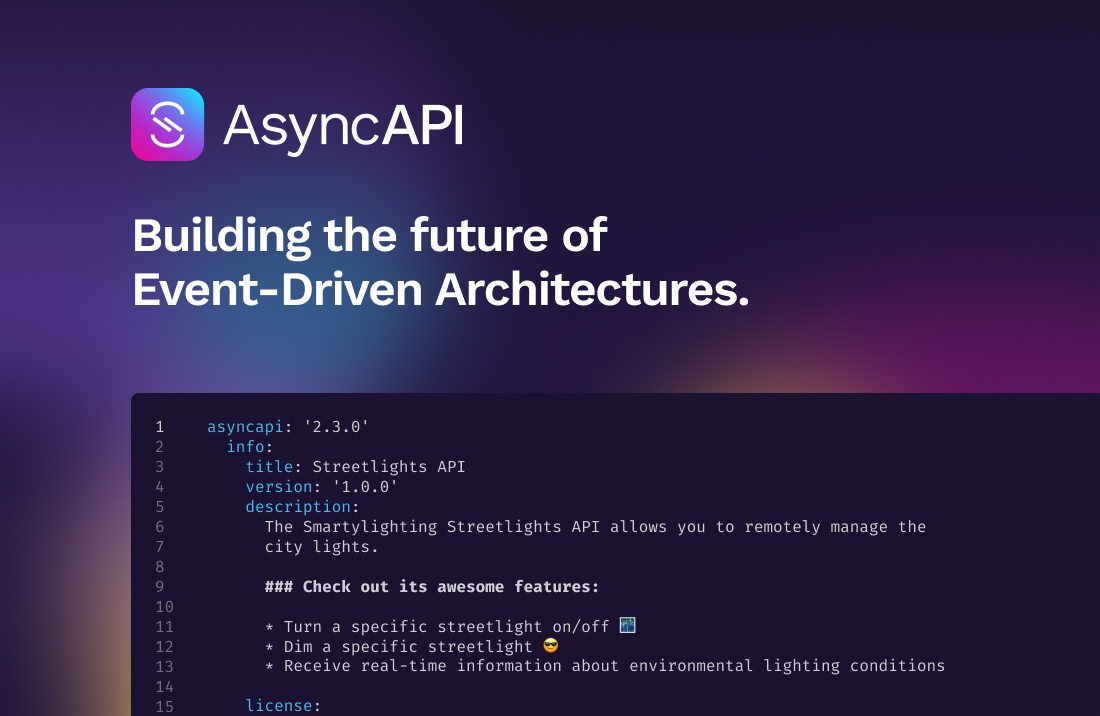 AsyncAPI
Building the future of
Event-Driven Architectures.
1 asyncapi: '2.3.0'
2 info:
3 title: Streetlights API
4 version: '1.0.0'
5 description:
6 The Smartylighting Streetlights API allows you to remotely manage the
7 city lights.
8
9 ### Check out its awesome features:
10
11 * Turn a specific streetlight on/off 🌃
12 * Dim a specific streetlight 😎
13 * Receive real-time information about environmental lighting conditions
14
15 license: